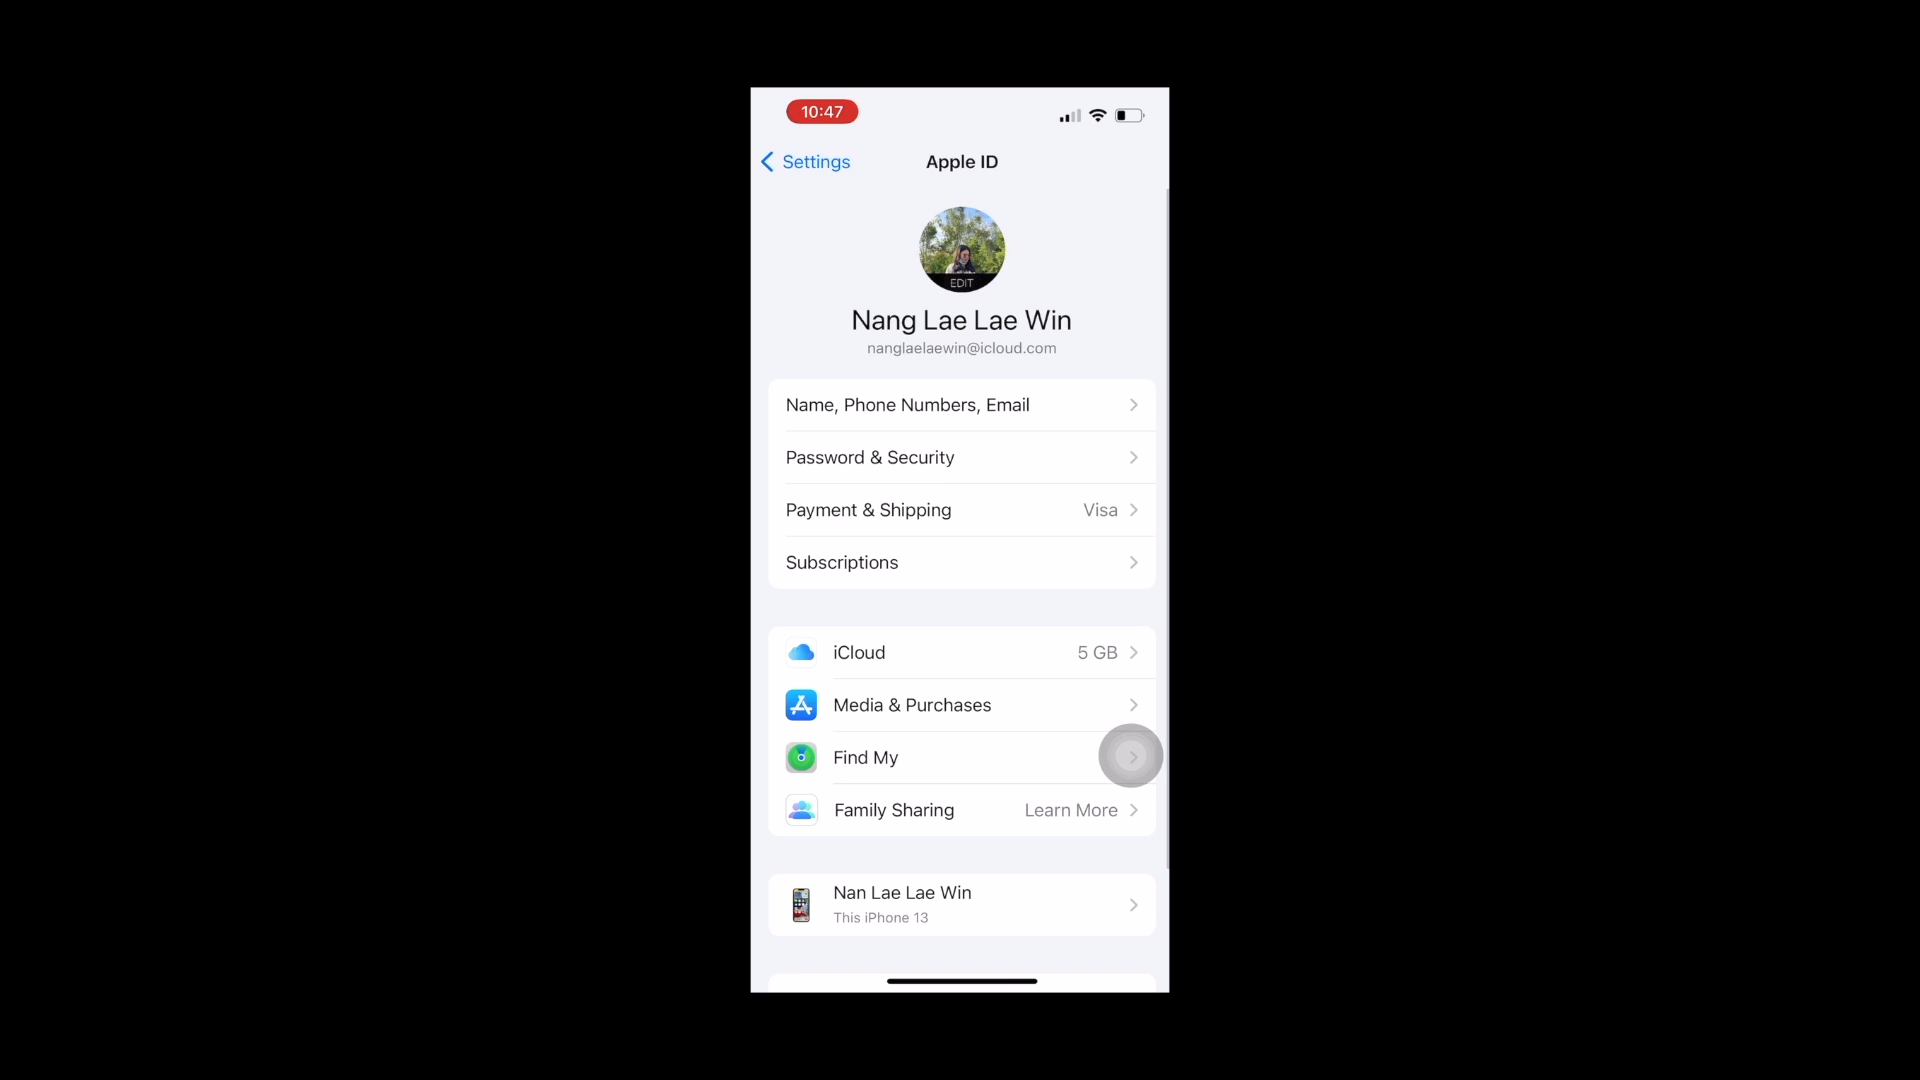 10:47
Settings
Apple ID
EDIT
Nang Lae Lae Win
nanglaelaewin@icloud.com
Name, Phone Numbers, Email
Password & Security
Payment & Shipping Visa
Subscriptions
iCloud 5 GB
Media & Purchases
Find My
Family Sharing Learn More
Nan Lae Lae Win
This iPhone 13